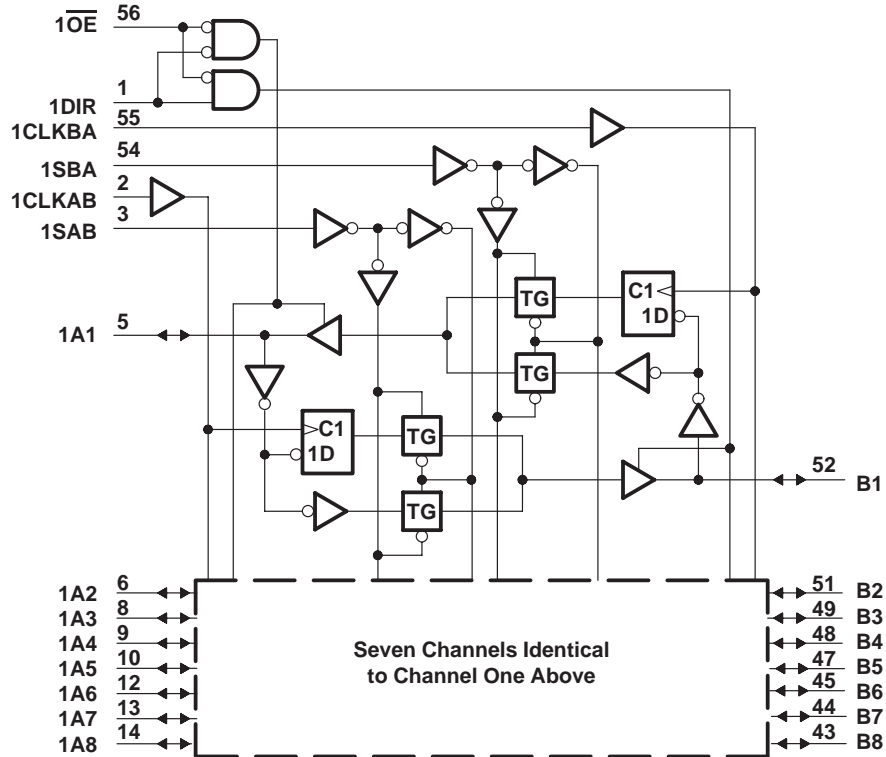 1O̅E̅ 56
1DIR 1
1CLKBA 55
1SBA 54
1CLKAB 2
1SAB 3
TG
C1
1D
1A1 5
TG
C1
1D
TG
52 B1
TG
1A2 6
51 B2
1A3 8
49 B3
1A4 9
48 B4
Seven Channels Identical
to Channel One Above
1A5 10
47 B5
1A6 12
45 B6
1A7 13
44 B7
1A8 14
43 B8